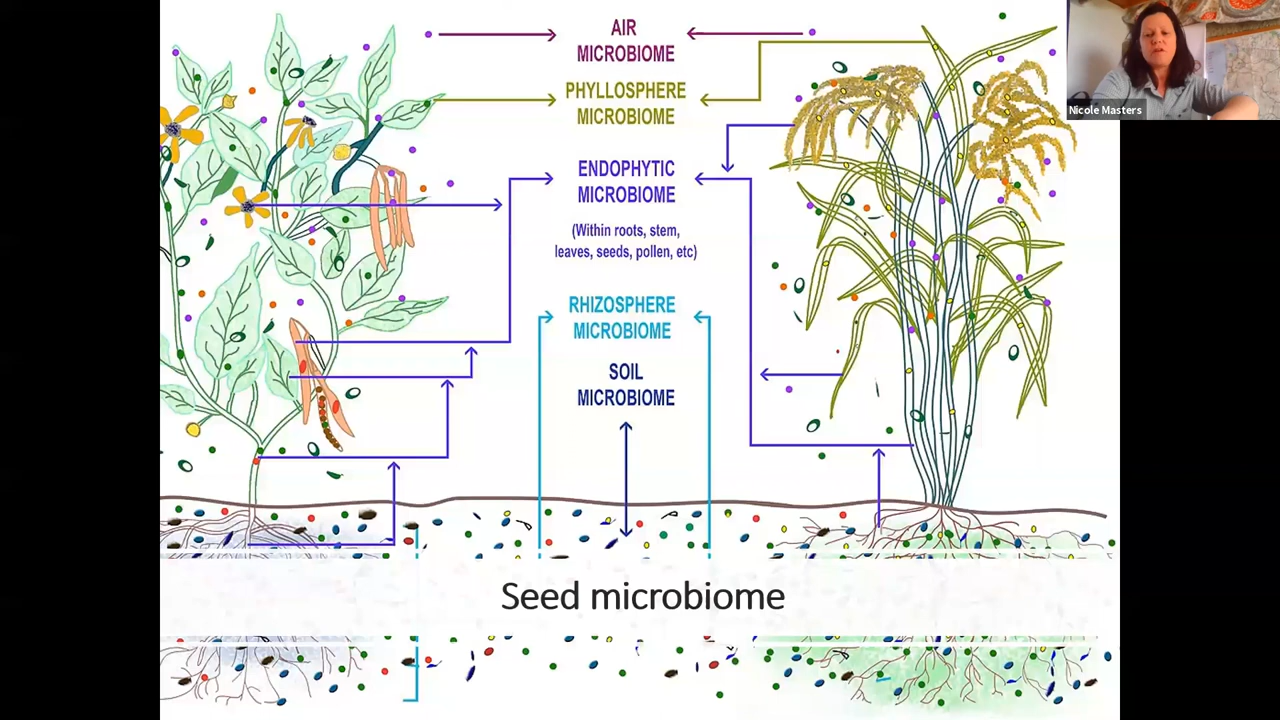 AIR
MICROBIOME
PHYLLOSPHERE
MICROBIOME
ENDOPHYTIC
MICROBIOME
(Within roots, stem,
leaves, seeds, pollen, etc)
RHIZOSPHERE
MICROBIOME
SOIL
MICROBIOME
Seed microbiome
Nicole Masters